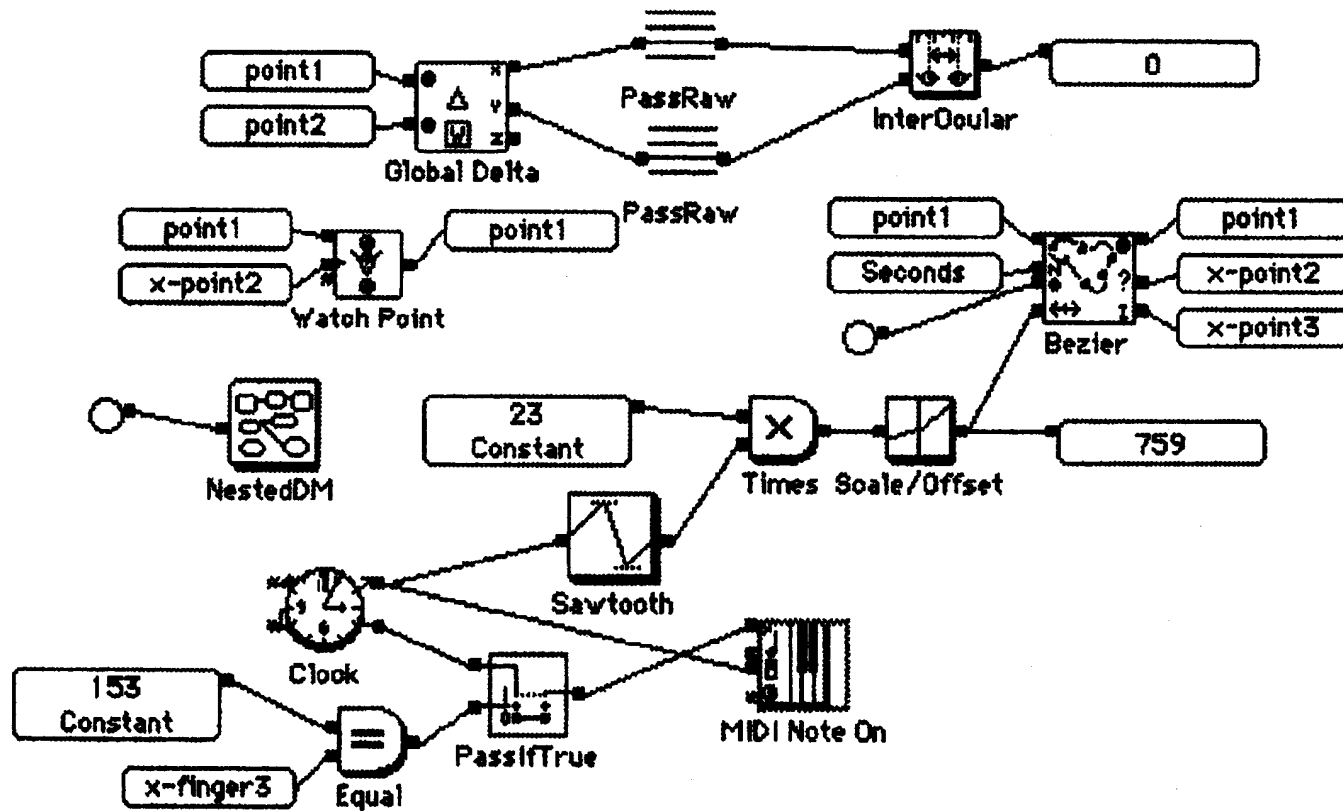 point1
point2
X
Y
Z
Global Delta
PassRaw
PassRaw
InterOcular
0
point1
x-point2
Watch Point
point1
point1
Seconds
Bezier
point1
x-point2
x-point3
?
I
NestedDM
23
Constant
Times
Scale/Offset
759
Sawtooth
Clock
153
Constant
x-finger3
Equal
PassIfTrue
MIDI Note On